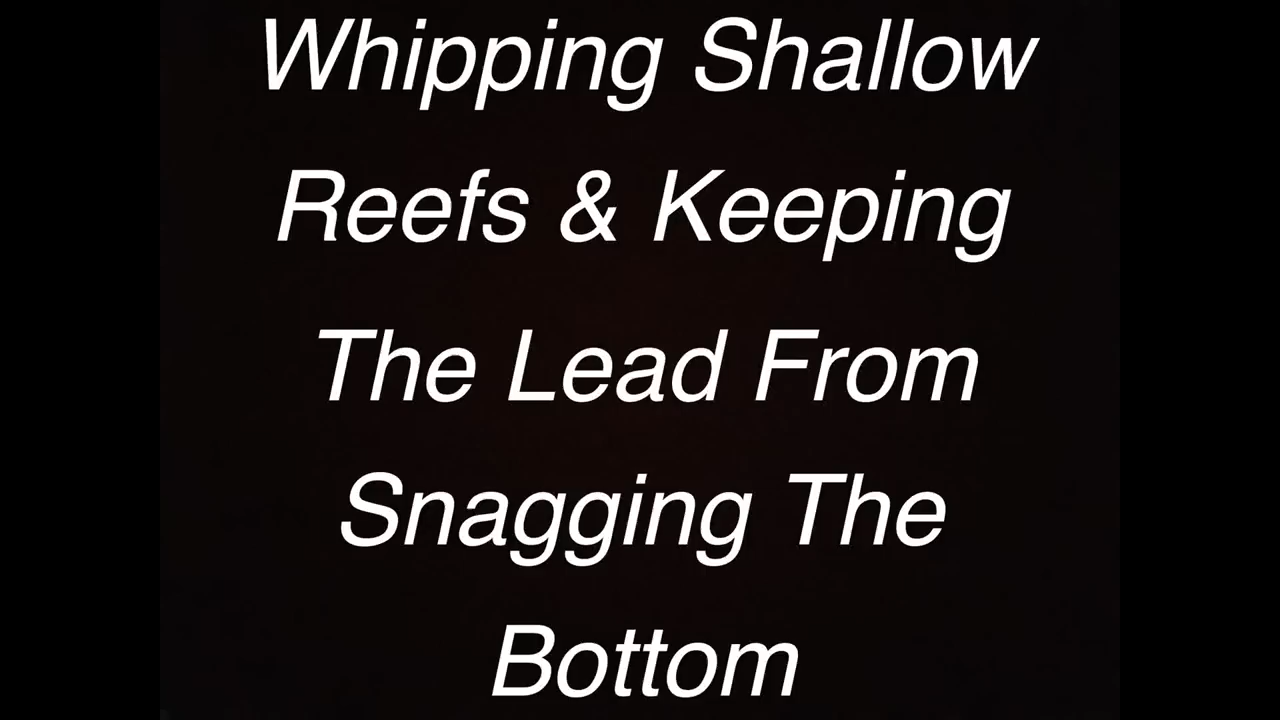 Whipping Shallow
Reefs & Keeping
The Lead From
Snagging The
Bottom